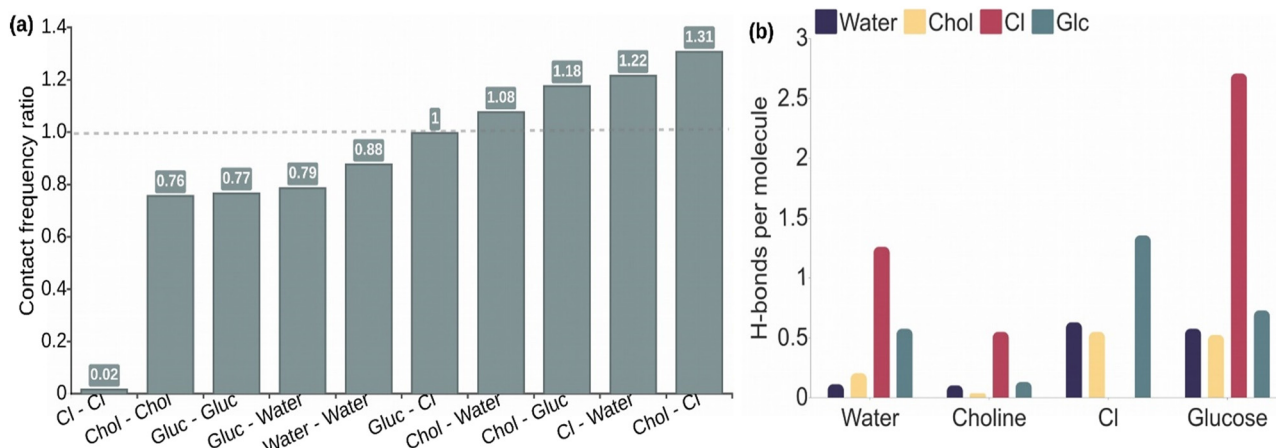 (a)
Contact frequency ratio
1.4
1.2
1.0
0.8
0.6
0.4
0.2
0
0.02
0.76
0.77
0.79
0.88
1
1.08
1.18
1.22
1.31
Cl - Cl
Chol - Chol
Gluc - Gluc
Gluc - Water
Water - Water
Gluc - Cl
Chol - Water
Chol - Gluc
Cl - Water
Chol - Cl
(b)
Water Chol Cl Glc
H-bonds per molecule
3
2.5
2
1.5
1
0.5
0
Water Choline Cl Glucose